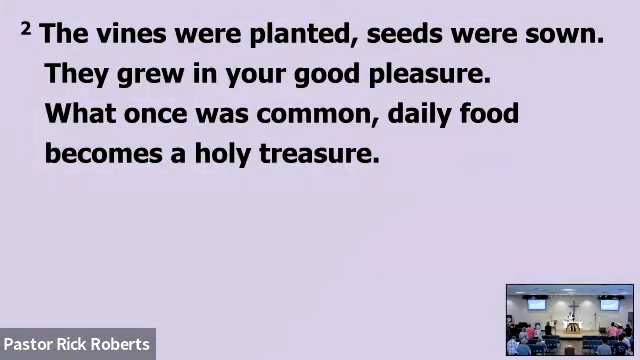 2 The vines were planted, seeds were sown.
They grew in your good pleasure.
What once was common, daily food
becomes a holy treasure.
Pastor Rick Roberts